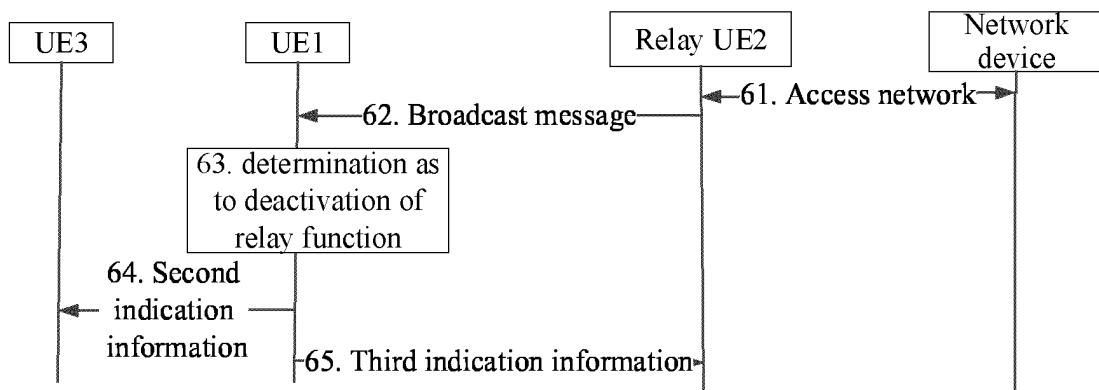 UE3
UE1
Relay UE2
Network
device
61. Access network
62. Broadcast message
63. determination as
to deactivation of
relay function
64. Second
indication
information
65. Third indication information